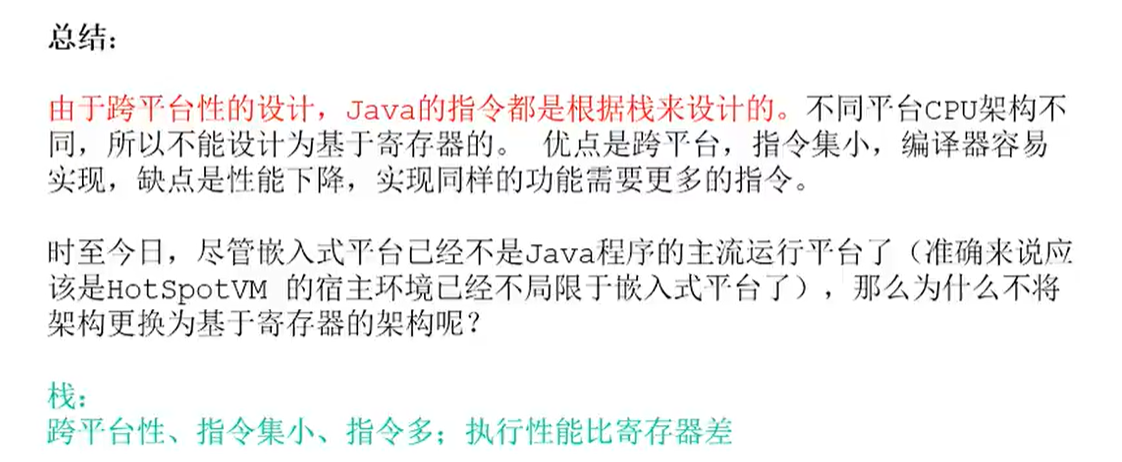 总结：
由于跨平台性的设计，Java的指令都是根据栈来设计的。不同平台CPU架构不
同，所以不能设计为基于寄存器的。 优点是跨平台，指令集小，编译器容易
实现，缺点是性能下降，实现同样的功能需要更多的指令。
时至今日，尽管嵌入式平台已经不是Java程序的主流运行平台了（准确来说应
该是HotSpotVM 的宿主环境已经不局限于嵌入式平台了），那么为什么不将
架构更换为基于寄存器的架构呢？
栈：
跨平台性、指令集小、指令多；执行性能比寄存器差